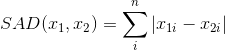 SAD(x_1, x_2) = \sum_{i}^{n} |x_{1i} - x_{2i}|